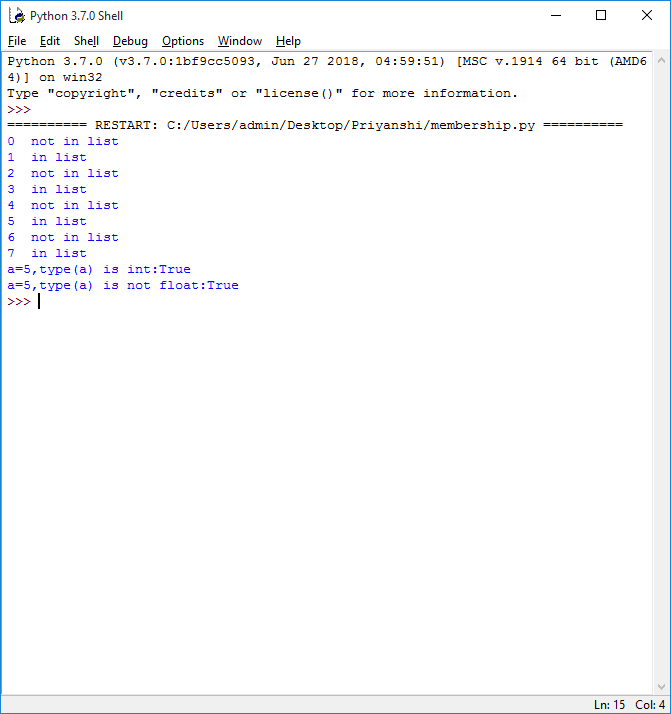 Python 3.7.0 Shell
File Edit Shell Debug Options Window Help
Python 3.7.0 (v3.7.0:1bf9cc5093, Jun 27 2018, 04:59:51) [MSC v.1914 64 bit (AMD6
4)] on win32
Type "copyright", "credits" or "license()" for more information.
>>>
========== RESTART: C:/Users/admin/Desktop/Priyanshi/membership.py ==========
0  not in list
1  in list
2  not in list
3  in list
4  not in list
5  in list
6  not in list
7  in list
a=5,type(a) is int:True
a=5,type(a) is not float:True
>>>
Ln: 15 Col: 4